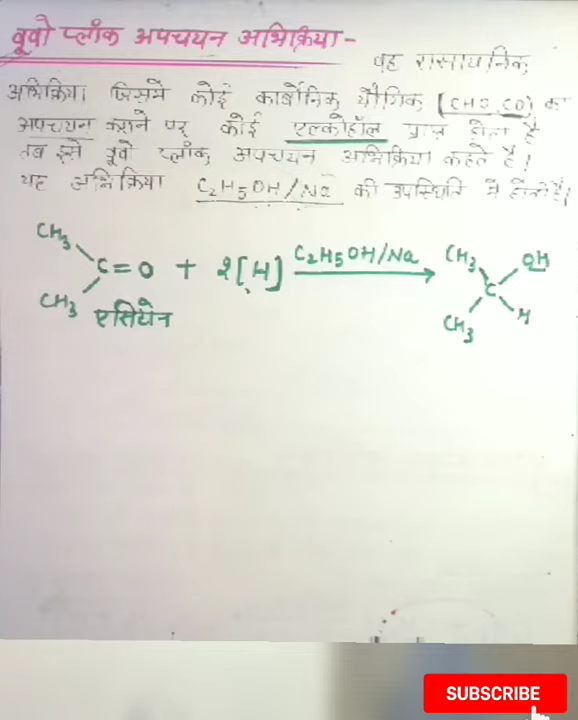 बूवो प्लॉक अपचयन अभिक्रिया-
वह रासायनिक
अभिक्रिया जिसमे कोई कार्बोनिक यौगिक (CHO, CO) का
अपचयन कराने पर कोई एल्कोहॉल प्राप्त होता है
तब इसे बूवो प्लॉक अपचयन अभिक्रिया कहते है।
यह अभिक्रिया C2H5OH/Na की उपस्थिति में होती है।
CH3 CH3 C=O + 2[H] C2H5OH/Na → CH3 CH3 C OH H
एसिटोन
SUBSCRIBE